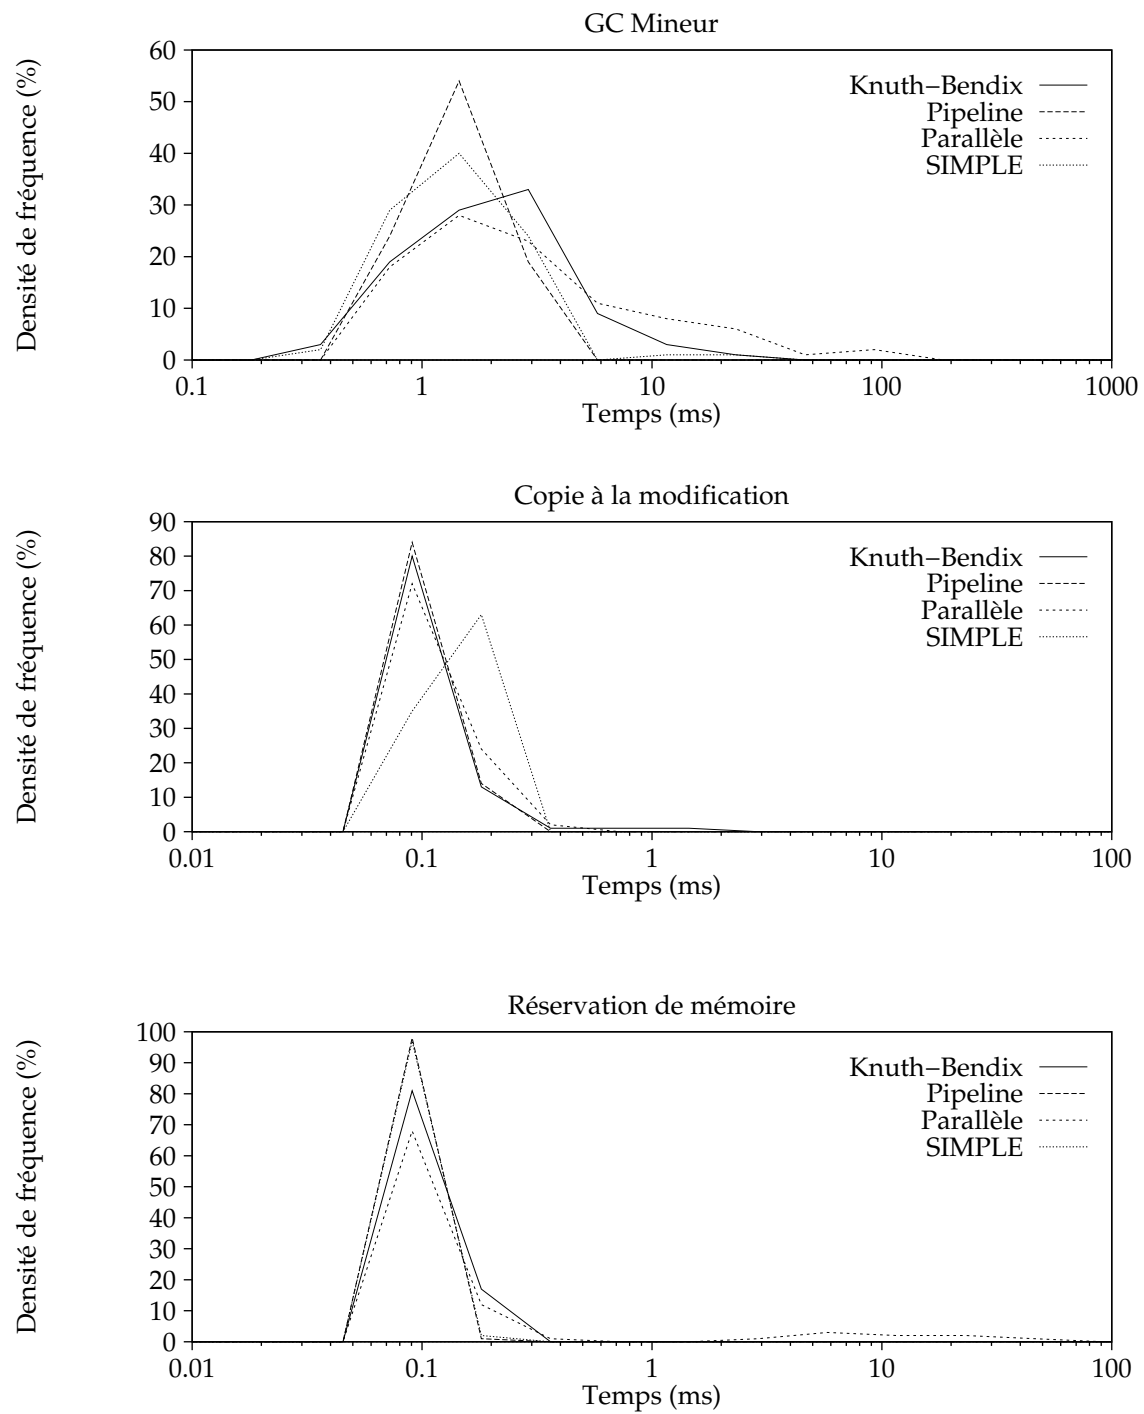 GC Mineur
Densité de fréquence (%)
60
50
40
30
20
10
0
Knuth−Bendix
Pipeline
Parallèle
SIMPLE
0.1 1 10 100 1000
Temps (ms)
Copie à la modification
Densité de fréquence (%)
90
80
70
60
50
40
30
20
10
0
Knuth−Bendix
Pipeline
Parallèle
SIMPLE
0.01 0.1 1 10 100
Temps (ms)
Réservation de mémoire
Densité de fréquence (%)
100
90
80
70
60
50
40
30
20
10
0
Knuth−Bendix
Pipeline
Parallèle
SIMPLE
0.01 0.1 1 10 100
Temps (ms)